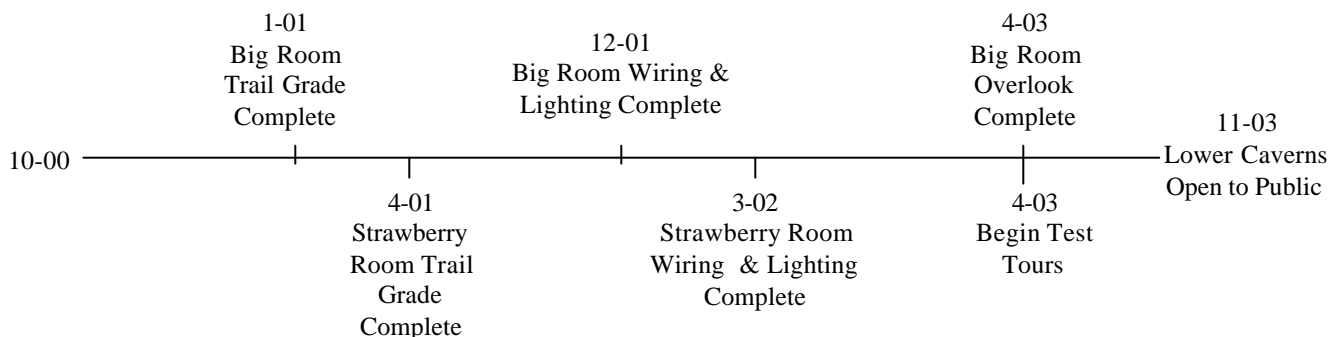 1-01
Big Room
Trail Grade
Complete
12-01
Big Room Wiring &
Lighting Complete
4-03
Big Room
Overlook
Complete
11-03
Lower Caverns
Open to Public
10-00
4-01
Strawberry
Room Trail
Grade
Complete
3-02
Strawberry Room
Wiring & Lighting
Complete
4-03
Begin Test
Tours